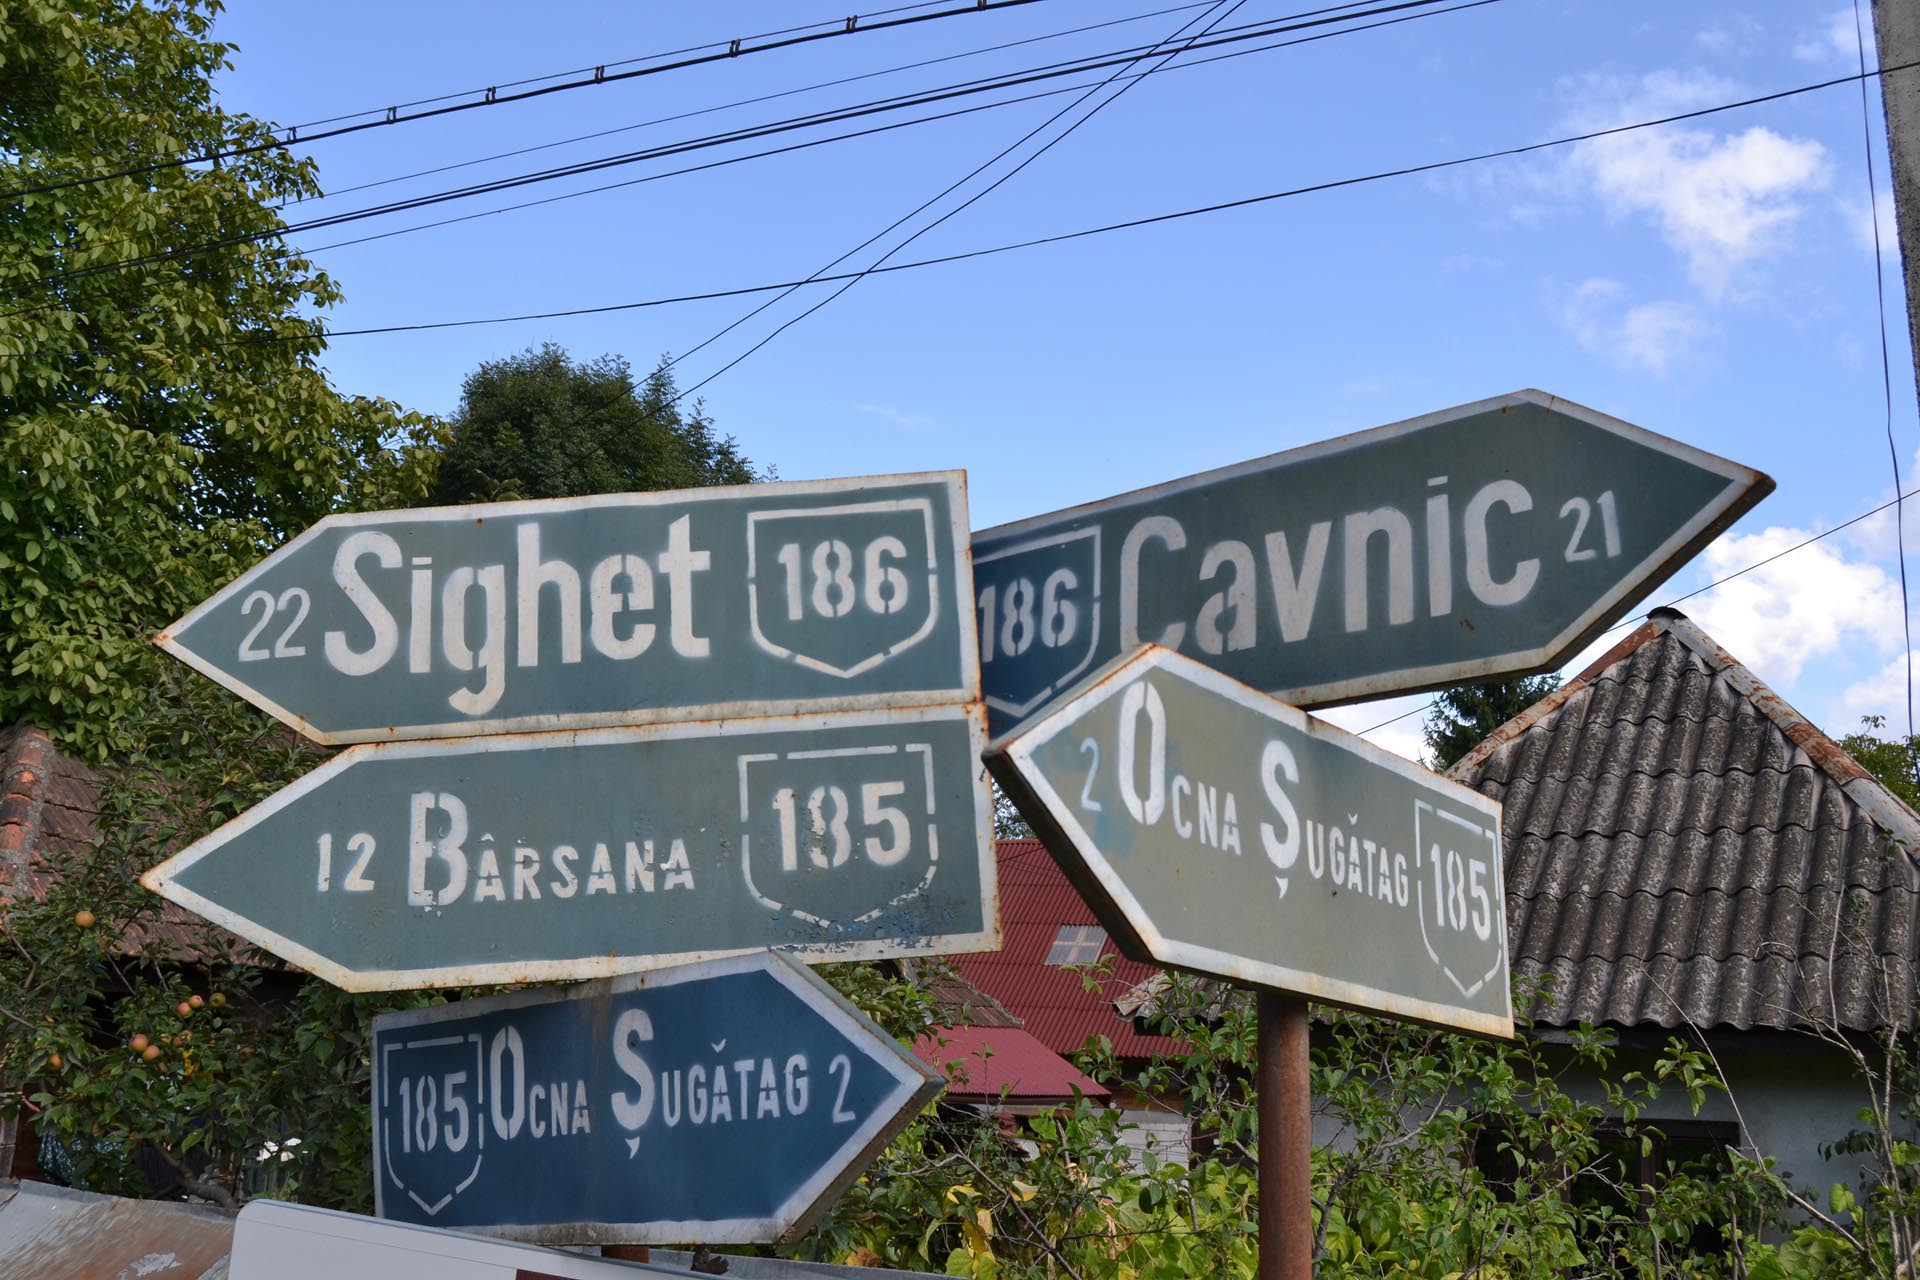 22 Sighet 186
186 Cavnic 21
12 BÂRSANA 185
2 OCNA ȘUGĂTAG 185
185 OCNA ȘUGĂTAG 2